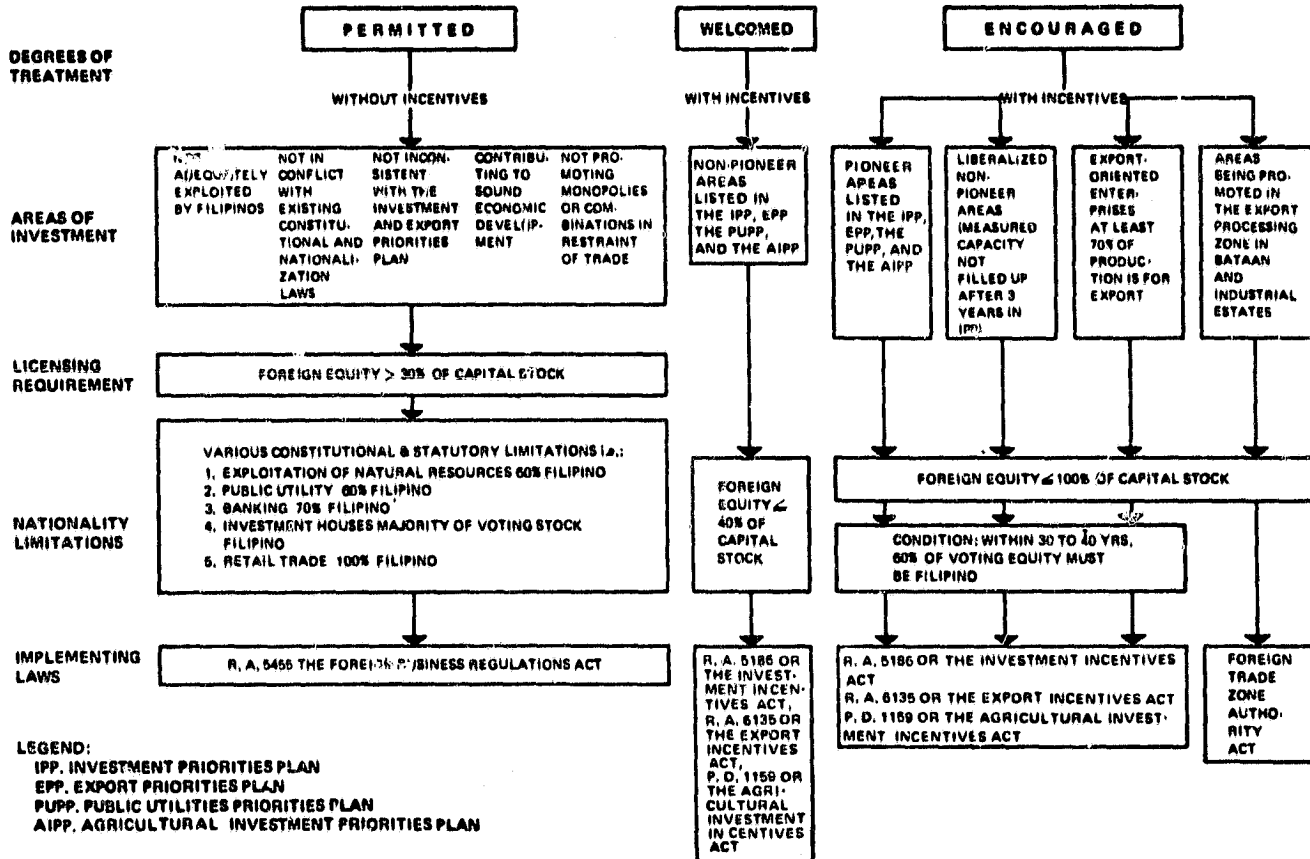 PERMITTED
WELCOMED
ENCOURAGED
DEGREES OF
TREATMENT
WITHOUT INCENTIVES
WITH INCENTIVES
WITH INCENTIVES
AREAS OF
INVESTMENT
ADEQUATELY
EXPLOITED
BY FILIPINOS
NOT IN
CONFLICT
WITH
EXISTING
CONSTITU-
TIONAL AND
NATIONALI-
ZATION
LAWS
NOT INCON-
SISTENT
WITH THE
INVESTMENT
AND EXPORT
PRIORITIES
PLAN
CONTRIBU-
TING TO
SOUND
ECONOMIC
DEVELOP-
MENT
NOT PRO-
MOTING
MONOPOLIES
OR COM-
BINATIONS IN
RESTRAINT
OF TRADE
NON-PIONEER
AREAS
LISTED IN
THE IPP, EPP
THE PUPP,
AND THE AIPP
PIONEER
AREAS
LISTED
IN THE IPP,
EPP, THE
PUPP, AND
THE AIPP
LIBERALIZED
NON-
PIONEER
AREAS
(MEASURED
CAPACITY
NOT
FILLED UP
AFTER 3
YEARS IN
IPP)
EXPORT-
ORIENTED
ENTER-
PRISES
AT LEAST
70% OF
PRODUC-
TION IS FOR
EXPORT
AREAS
BEING PRO-
MOTED IN
THE EXPORT
PROCESSING
ZONE IN
BATAAN
AND
INDUSTRIAL
ESTATES
LICENSING
REQUIREMENT
FOREIGN EQUITY > 30% OF CAPITAL STOCK
NATIONALITY
LIMITATIONS
VARIOUS CONSTITUTIONAL & STATUTORY LIMITATIONS i.e.:
1. EXPLOITATION OF NATURAL RESOURCES 60% FILIPINO
2. PUBLIC UTILITY 60% FILIPINO
3. BANKING 70% FILIPINO
4. INVESTMENT HOUSES MAJORITY OF VOTING STOCK
FILIPINO
5. RETAIL TRADE 100% FILIPINO
FOREIGN
EQUITY ≤
40% OF
CAPITAL
STOCK
FOREIGN EQUITY ≤ 100% OF CAPITAL STOCK
CONDITION: WITHIN 30 TO 40 YRS,
60% OF VOTING EQUITY MUST
BE FILIPINO
IMPLEMENTING
LAWS
R. A. 5455 THE FOREIGN BUSINESS REGULATIONS ACT
R. A. 5186 OR
THE INVEST-
MENT INCEN-
TIVES ACT,
R. A. 6135 OR
THE EXPORT
INCENTIVES
ACT,
P. D. 1159 OR
THE AGRI-
CULTURAL
INVESTMENT
IN CENTIVES
ACT
R. A. 5186 OR THE INVESTMENT INCENTIVES
ACT
R. A. 6135 OR THE EXPORT INCENTIVES ACT
P. D. 1159 OR THE AGRICULTURAL INVEST-
MENT INCENTIVES ACT
FOREIGN
TRADE
ZONE
AUTHO-
RITY
ACT
LEGEND:
IPP. INVESTMENT PRIORITIES PLAN
EPP. EXPORT PRIORITIES PLAN
PUPP. PUBLIC UTILITIES PRIORITIES PLAN
AIPP. AGRICULTURAL INVESTMENT PRIORITIES PLAN